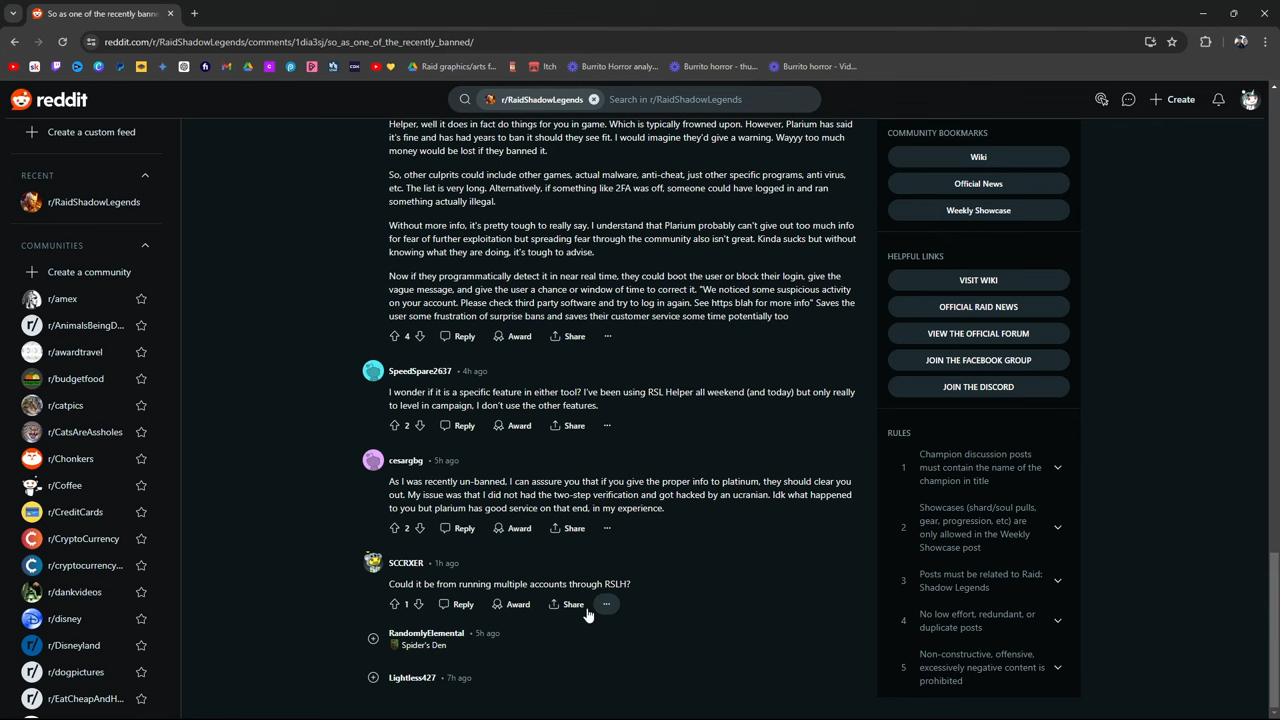 So as one of the recently banne
reddit.com/r/RaidShadowLegends/comments/1dia3sj/so_as_one_of_the_recently_banned/
Raid graphics/art f...
Itch
Burrito Horror analy...
Burrito horror - thu...
Burrito horror - Vid...
reddit
r/RaidShadowLegends
Search in r/RaidShadowLegends
Create
Create a custom feed
RECENT
r/RaidShadowLegends
COMMUNITIES
Create a community
r/amex
r/AnimalsBeingD...
r/awardtravel
r/budgetfood
r/catpics
r/CatsAreAssholes
r/Chonkers
r/Coffee
r/CreditCards
r/CryptoCurrency
r/cryptocurrency...
r/dankvideos
r/disney
r/Disneyland
r/dogpictures
r/EatCheapAndH...
Helper, well it does in fact do things for you in game. Which is typically frowned upon. However, Plarium has said
it's fine and has had years to ban it should they see fit. I would imagine they'd give a warning. Wayyy too much
money would be lost if they banned it.
So, other culprits could include other games, actual malware, anti-cheat, just other specific programs, anti virus,
etc. The list is very long. Alternatively, if something like 2FA was off, someone could have logged in and ran
something actually illegal.
Without more info, it's pretty tough to really say. I understand that Plarium probably can't give out too much info
for fear of further exploitation but spreading fear through the community also isn't great. Kinda sucks but without
knowing what they are doing, it's tough to advise.
Now if they programmatically detect it in near real time, they could boot the user or block their login, give the
vague message, and give the user a chance or window of time to correct it. "We noticed some suspicious activity
on your account. Please check third party software and try to log in again. See https blah for more info" Saves the
user some frustration of surprise bans and saves their customer service some time potentially too
4 Reply Award Share ...
SpeedSpare2637 • 4h ago
I wonder if it is a specific feature in either tool? I've been using RSL Helper all weekend (and today) but only really
to level in campaign, I don't use the other features.
2 Reply Award Share ...
cesargbg • 5h ago
As I was recently un-banned, I can asssure you that if you give the proper info to platinum, they should clear you
out. My issue was that I did not had the two-step verification and got hacked by an ucranian. Idk what happened
to you but plarium has good service on that end, in my experience.
2 Reply Award Share ...
SCCRXER • 1h ago
Could it be from running multiple accounts through RSLH?
1 Reply Award Share ...
RandomlyElemental • 5h ago
Spider's Den
Lightless427 • 7h ago
COMMUNITY BOOKMARKS
Wiki
Official News
Weekly Showcase
HELPFUL LINKS
VISIT WIKI
OFFICIAL RAID NEWS
VIEW THE OFFICIAL FORUM
JOIN THE FACEBOOK GROUP
JOIN THE DISCORD
RULES
1 Champion discussion posts
must contain the name of the
champion in title
2 Showcases (shard/soul pulls,
gear, progression, etc) are
only allowed in the Weekly
Showcase post
3 Posts must be related to Raid:
Shadow Legends
4 No low effort, redundant, or
duplicate posts
5 Non-constructive, offensive,
excessively negative content is
prohibited